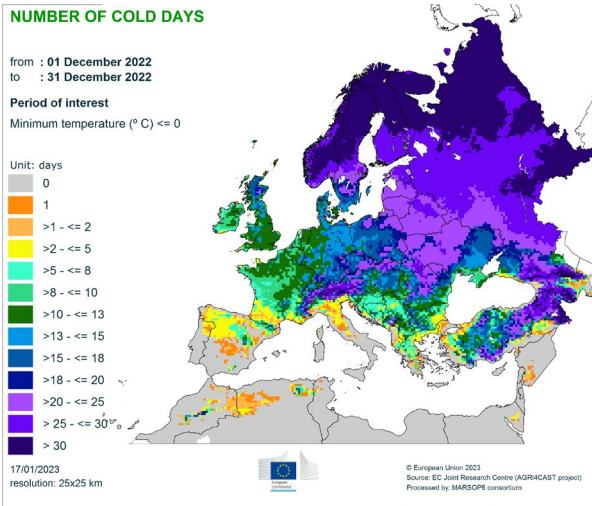 NUMBER OF COLD DAYS
from : 01 December 2022
to : 31 December 2022
Period of interest
Minimum temperature (º C) <= 0
Unit: days
0
1
>1 - <= 2
>2 - <= 5
>5 - <= 8
>8 - <= 10
>10 - <= 13
>13 - <= 15
>15 - <= 18
>18 - <= 20
>20 - <= 25
> 25 - <= 30
> 30
17/01/2023
resolution: 25x25 km
European
Commission
© European Union 2023
Source: EC Joint Research Centre (AGRI4CAST project)
Processed by: MARSOP6 consortium